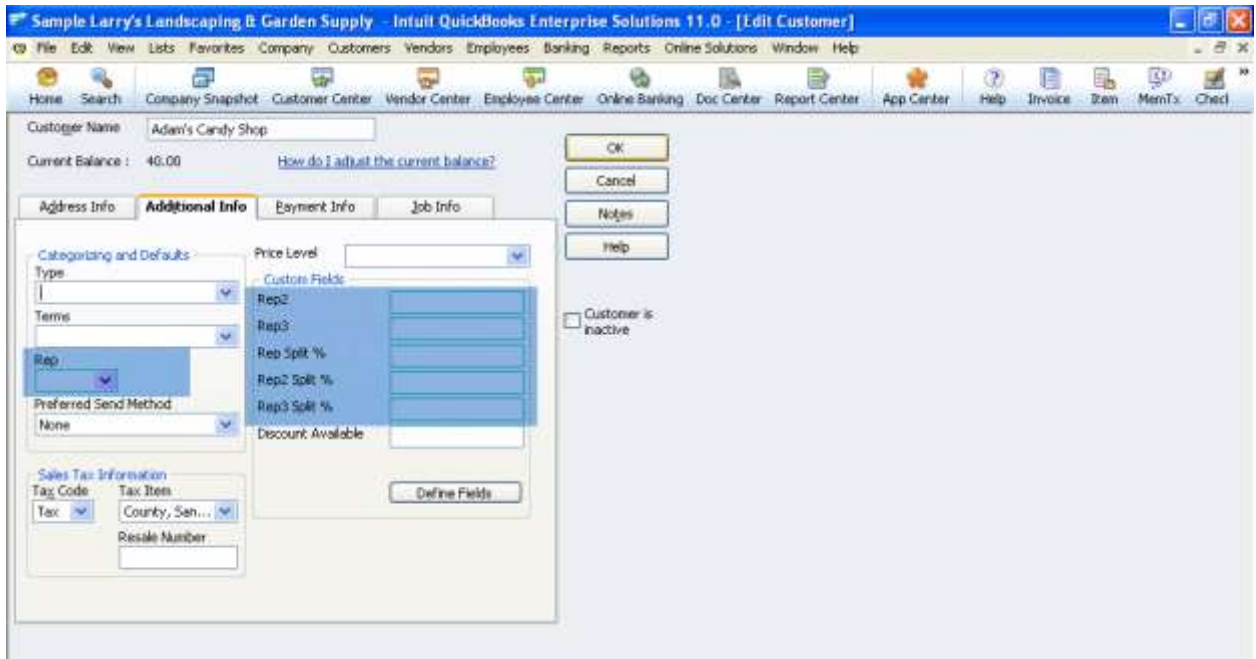 Sample Larry's Landscaping & Garden Supply - Intuit QuickBooks Enterprise Solutions 11.0 - [Edit Customer]
File Edit View Lists Favorites Company Customers Vendors Employees Banking Reports Online Solutions Window Help
Home Search Company Snapshot Customer Center Vendor Center Employee Center Online Banking Doc Center Report Center App Center Help Invoice Item MemTx Checl
Customer Name Adam's Candy Shop
Current Balance : 40.00 How do I adjust the current balance?
OK
Cancel
Notes
Help
Address Info Additional Info Payment Info Job Info
Categorizing and Defaults
Type
Terms
Rep
Preferred Send Method
None
Price Level
Custom Fields
Rep2
Rep3
Rep Split %
Rep2 Split %
Rep3 Split %
Discount Available
Define Fields
Customer is
inactive
Sales Tax Information
Tax Code Tax Item
Tax County, San...
Resale Number